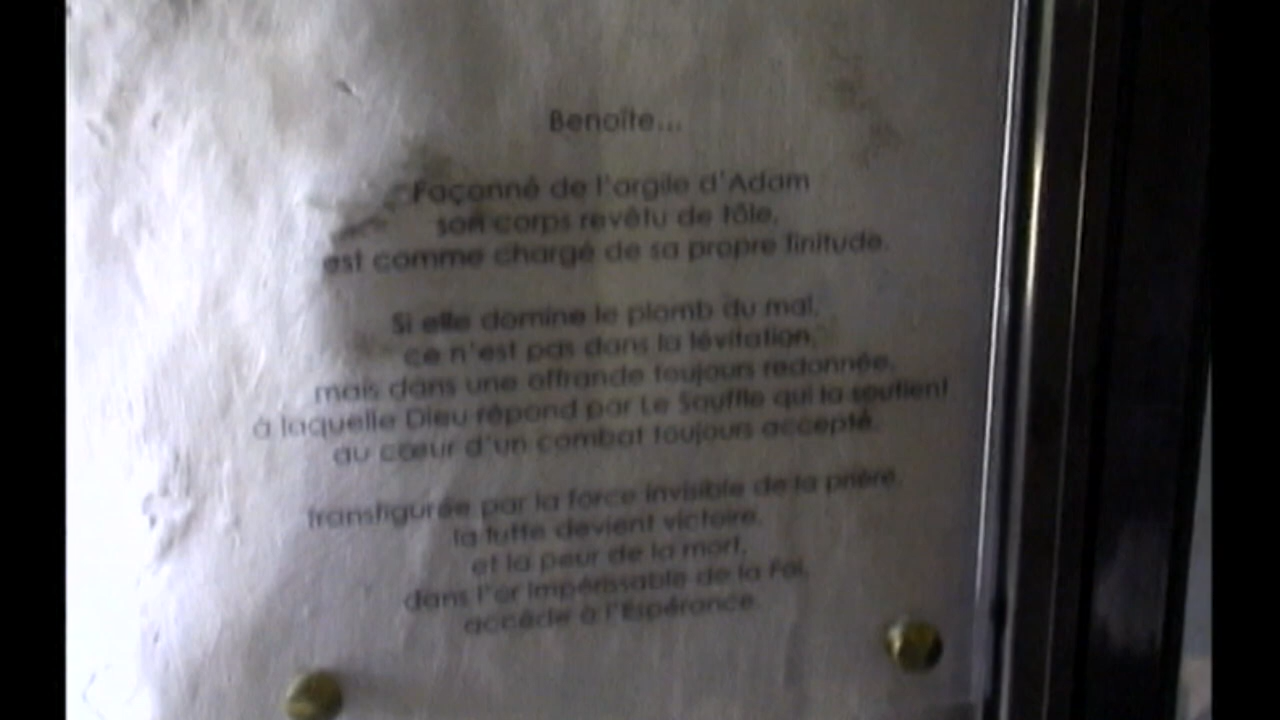 Benoîte...
Façonné de l'argile d'Adam
son corps revêtu de tôle,
est comme chargé de sa propre finitude.
Si elle domine le plomb du mal,
ce n'est pas dans la lévitation,
mais dans une offrande toujours redonnée,
à laquelle Dieu répond par Le Souffle qui la soutient
au cœur d'un combat toujours accepté.
Transfigurée par la force invisible de la prière
la lutte devient victoire,
et la peur de la mort,
dans l'or impérissable de la Foi,
accède à l'Espérance.